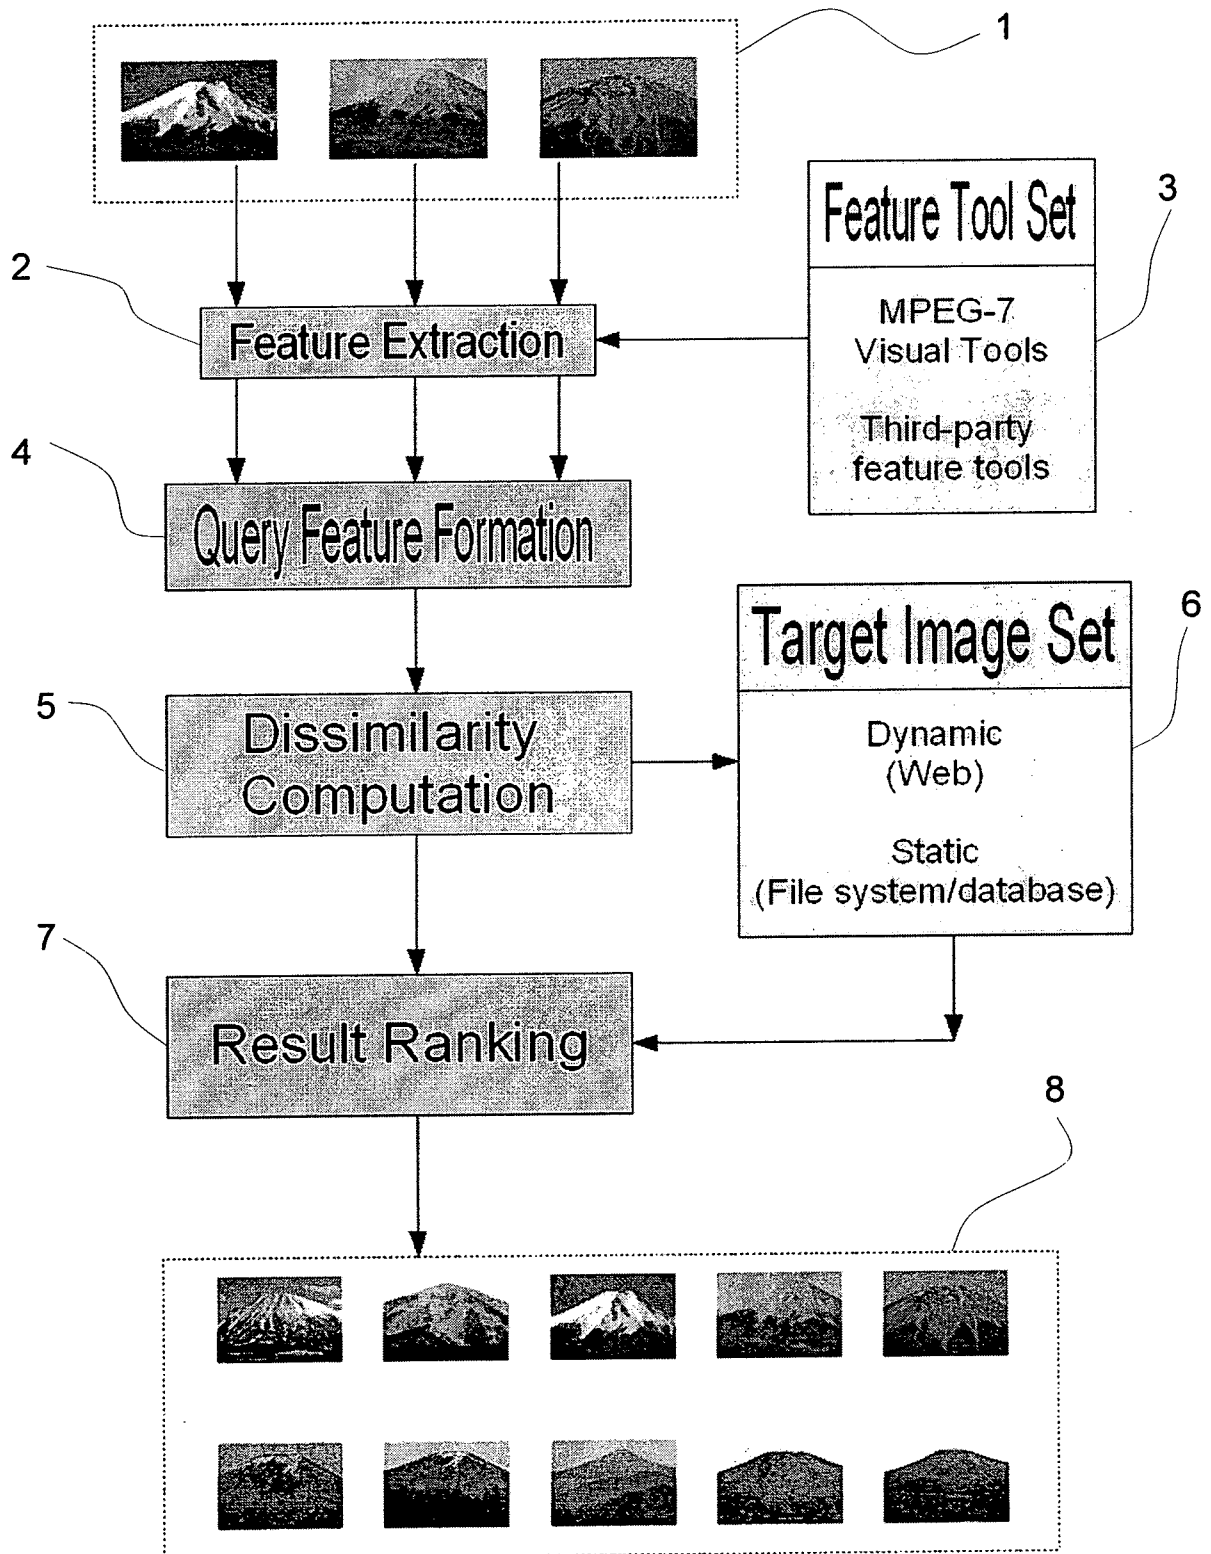 1
Feature Tool Set
3
MPEG-7
Visual Tools
Third-party
feature tools
2
Feature Extraction
4
Query Feature Formation
Target Image Set
6
Dynamic
(Web)
Static
(File system/database)
5
Dissimilarity
Computation
7
Result Ranking
8